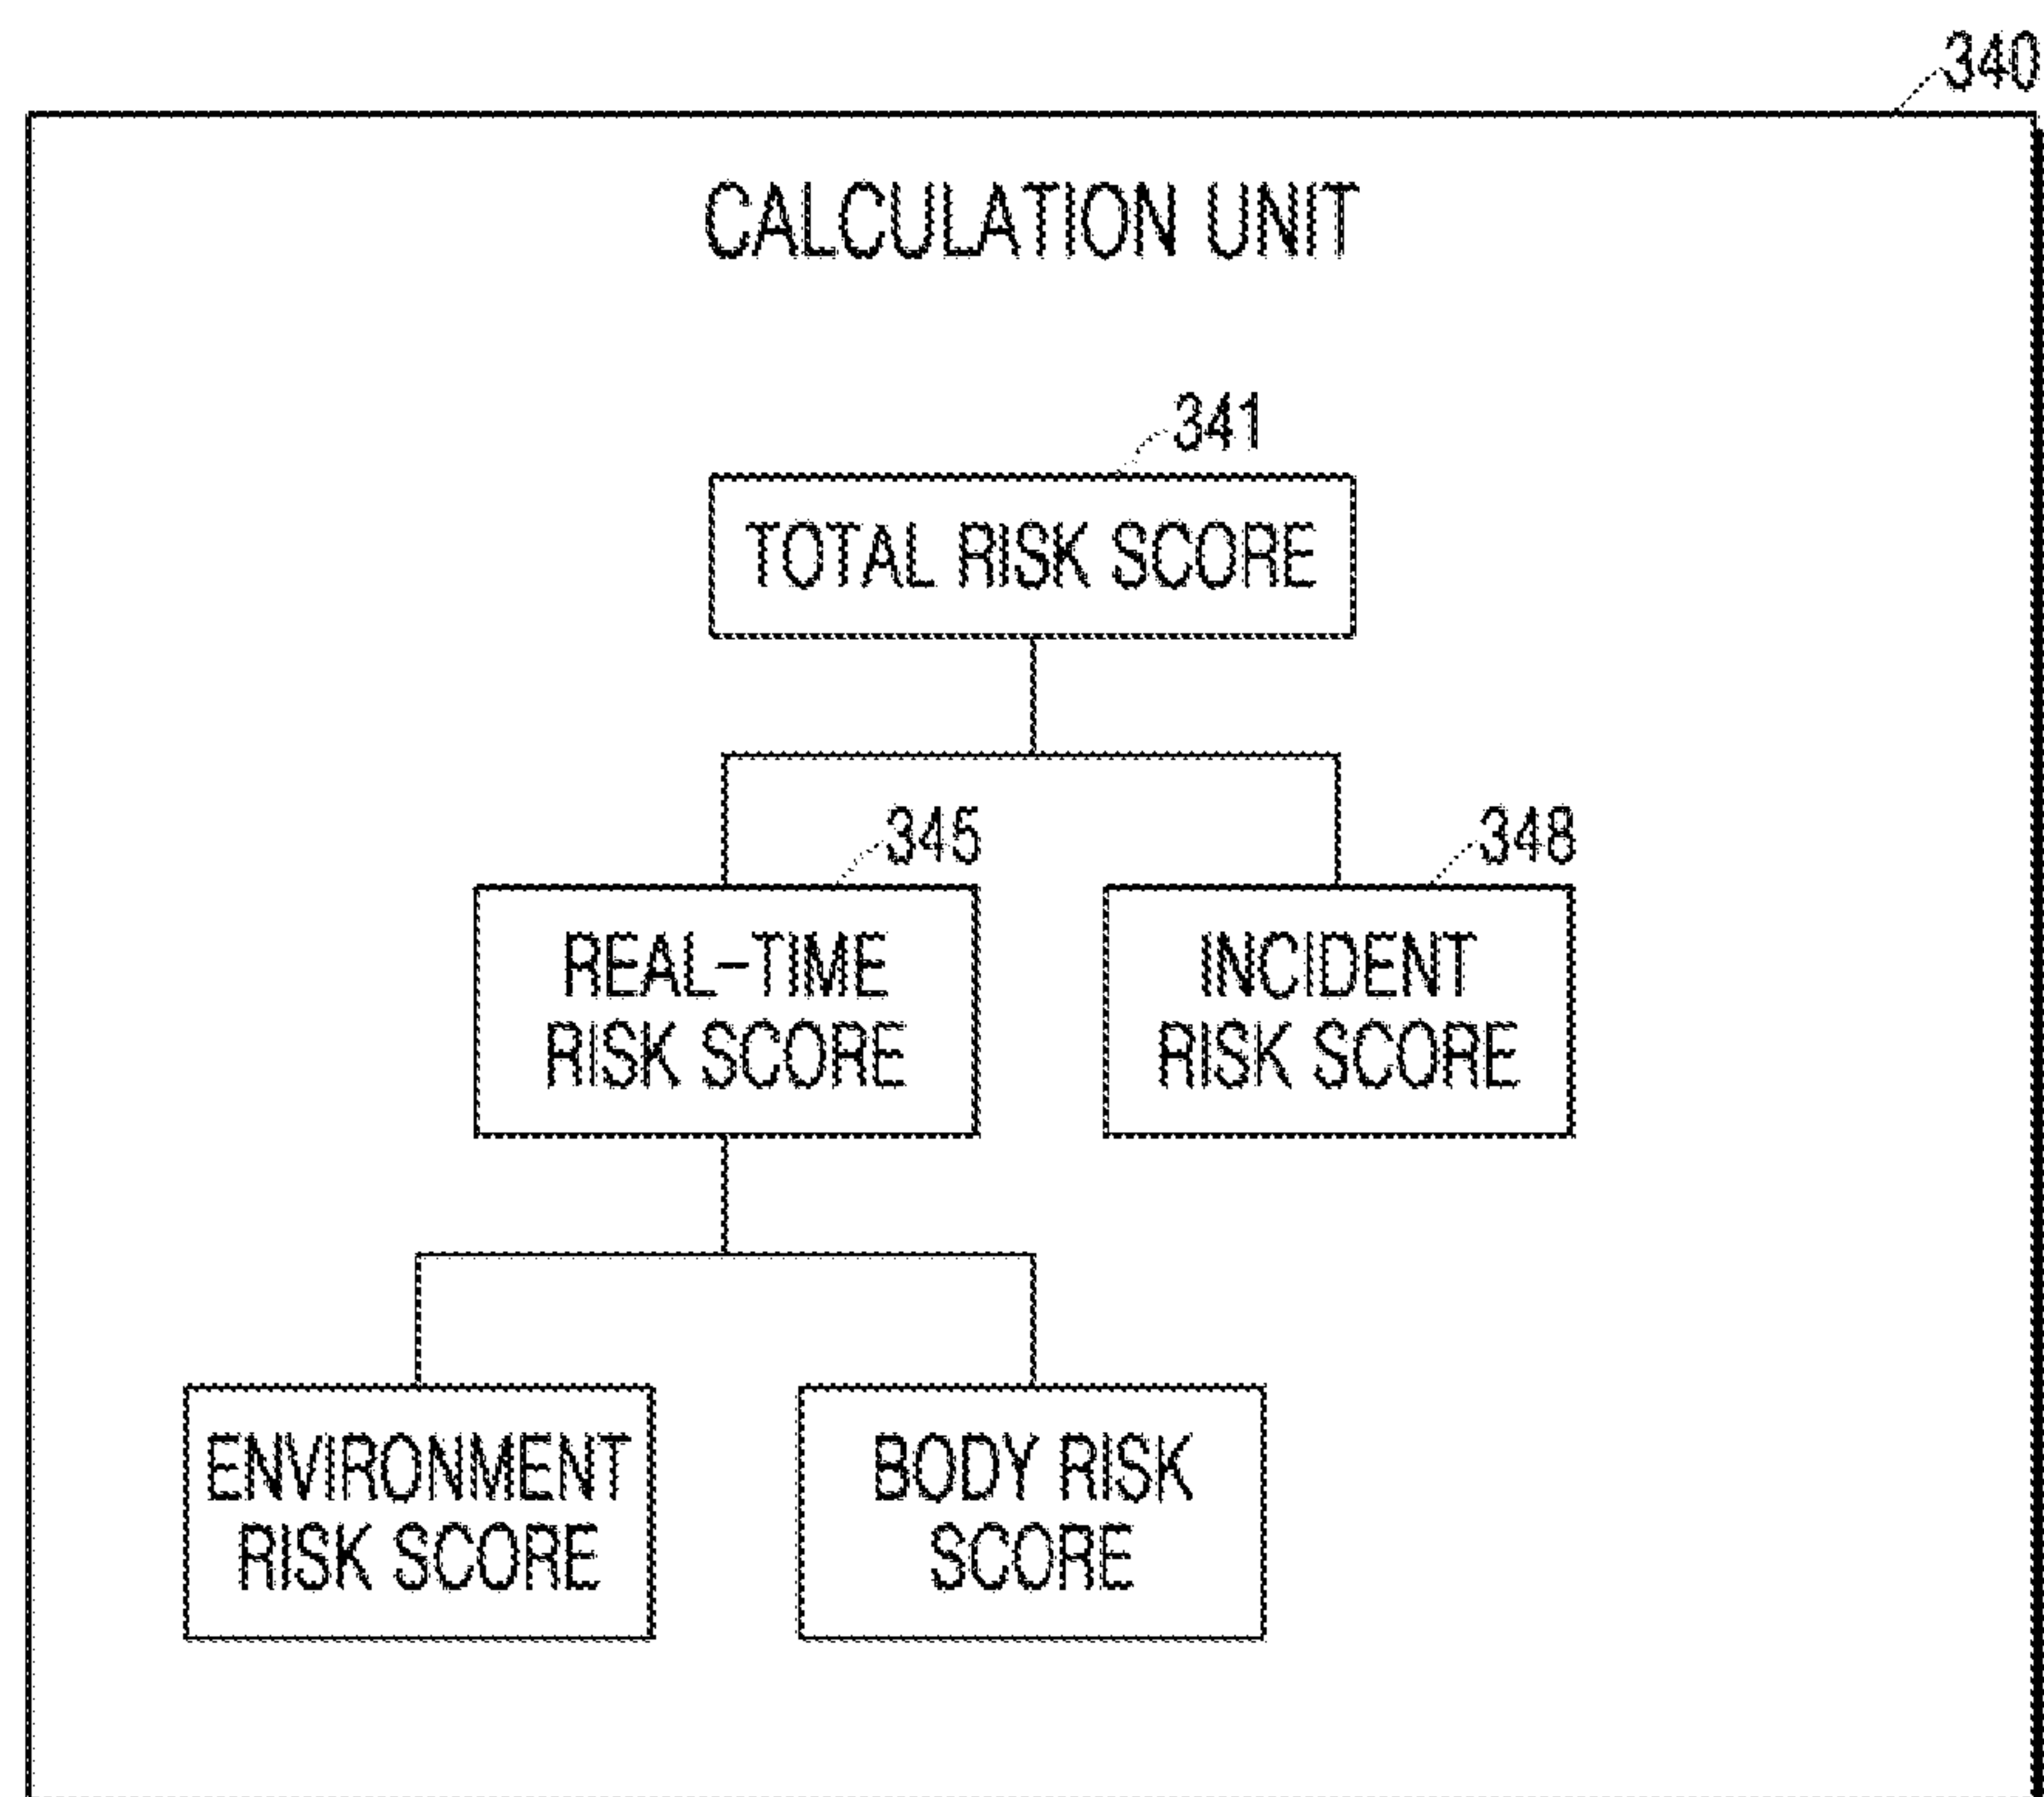 340
CALCULATION UNIT
341
TOTAL RISK SCORE
345
348
REAL-TIME
RISK SCORE
INCIDENT
RISK SCORE
ENVIRONMENT
RISK SCORE
BODY RISK
SCORE